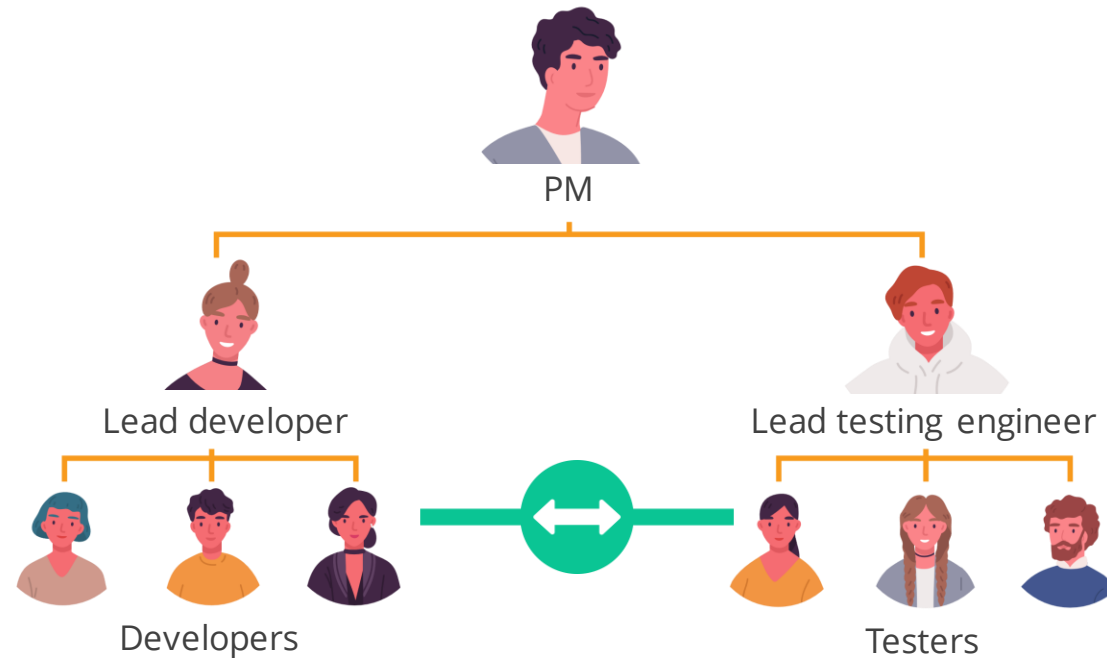 PM
Lead developer
Lead testing engineer
Developers
Testers